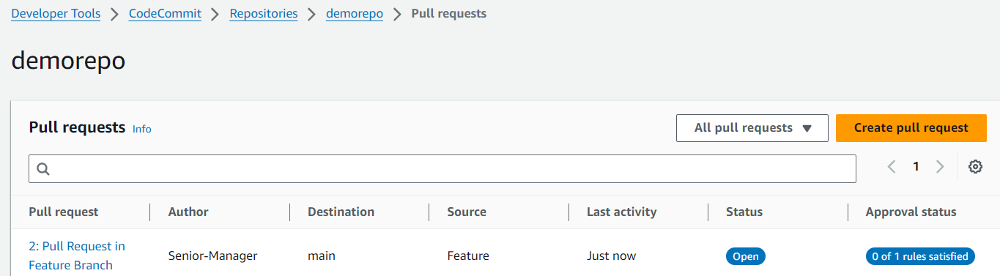 Developer Tools > CodeCommit > Repositories > demorepo > Pull requests
demorepo
Pull requests Info All pull requests Create pull request
1
Pull request Author Destination Source Last activity Status Approval status
2: Pull Request in
Feature Branch Senior-Manager main Feature Just now Open 0 of 1 rules satisfied